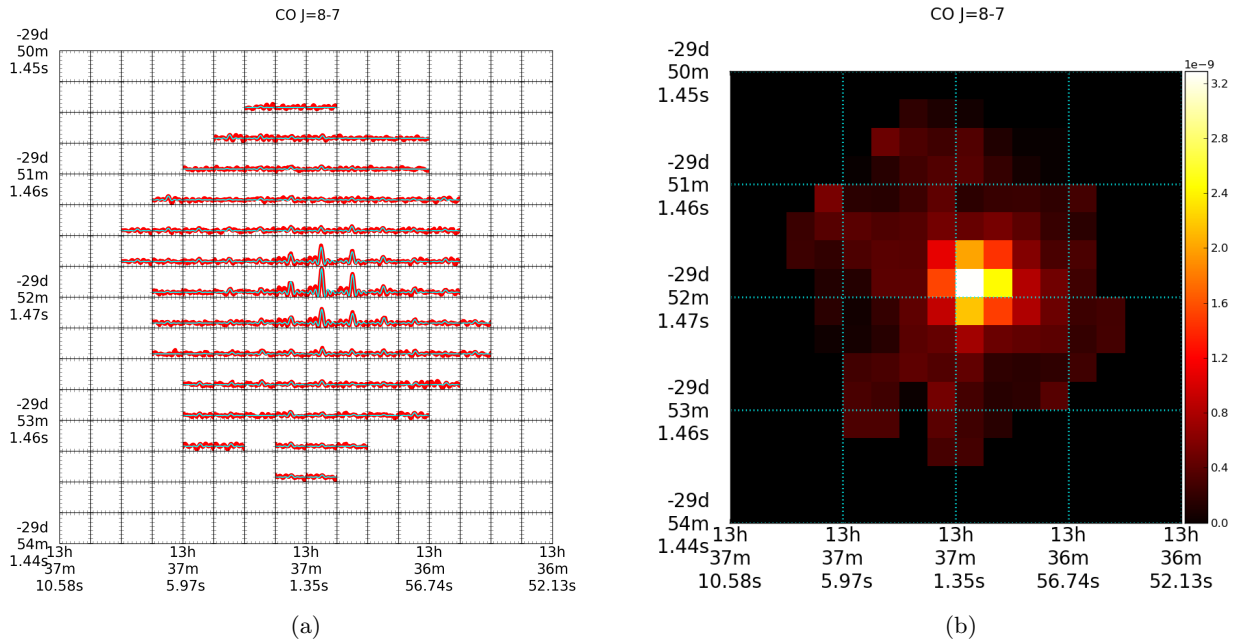 CO J=8-7
-29d
50m
1.45s
-29d
51m
1.46s
-29d
52m
1.47s
-29d
53m
1.46s
-29d
54m
1.44s
13h
37m
10.58s
13h
37m
5.97s
13h
37m
1.35s
13h
36m
56.74s
13h
36m
52.13s
(a)
CO J=8-7
-29d
50m
1.45s
-29d
51m
1.46s
-29d
52m
1.47s
-29d
53m
1.46s
-29d
54m
1.44s
13h
37m
10.58s
13h
37m
5.97s
13h
37m
1.35s
13h
36m
56.74s
13h
36m
52.13s
1e−9
3.2
2.8
2.4
2.0
1.6
1.2
0.8
0.4
0.0
(b)